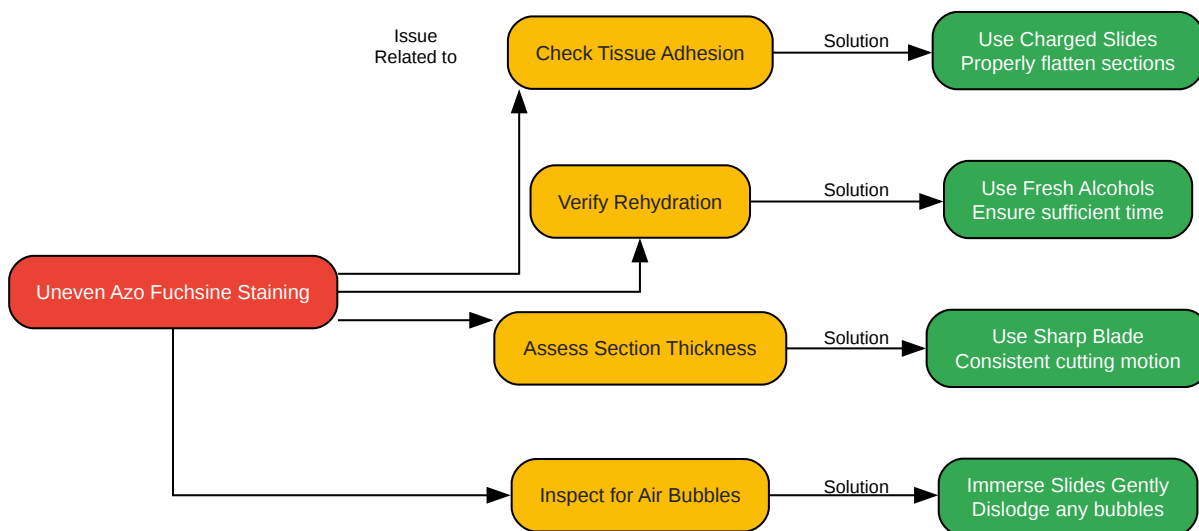 Issue
Related to
Check Tissue Adhesion
Solution
Use Charged Slides
Properly flatten sections
Verify Rehydration
Solution
Use Fresh Alcohols
Ensure sufficient time
Uneven Azo Fuchsine Staining
Assess Section Thickness
Solution
Use Sharp Blade
Consistent cutting motion
Inspect for Air Bubbles
Solution
Immerse Slides Gently
Dislodge any bubbles